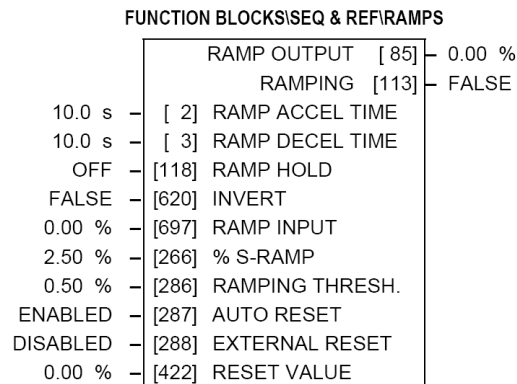 FUNCTION BLOCKS\SEQ & REF\RAMPS
RAMP OUTPUT [ 85] – 0.00 %
RAMPING [113] – FALSE
10.0 s – [ 2] RAMP ACCEL TIME
10.0 s – [ 3] RAMP DECEL TIME
OFF – [118] RAMP HOLD
FALSE – [620] INVERT
0.00 % – [697] RAMP INPUT
2.50 % – [266] % S-RAMP
0.50 % – [286] RAMPING THRESH.
ENABLED – [287] AUTO RESET
DISABLED – [288] EXTERNAL RESET
0.00 % – [422] RESET VALUE